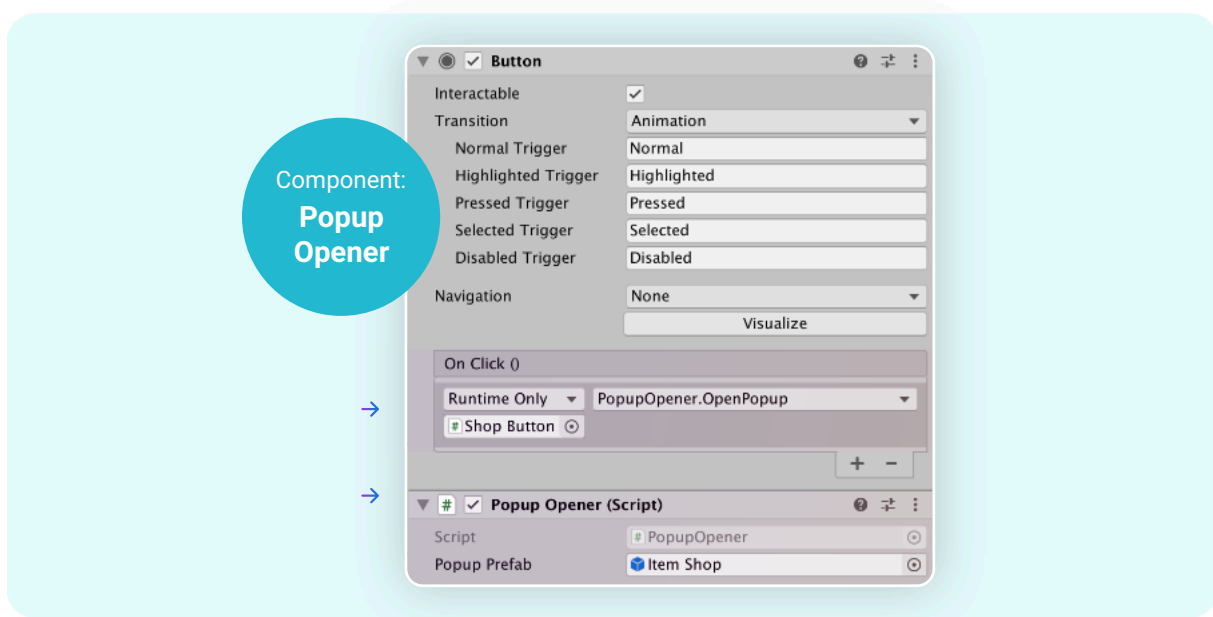 Button
Interactable
Transition Animation
Normal Trigger Normal
Highlighted Trigger Highlighted
Pressed Trigger Pressed
Selected Trigger Selected
Disabled Trigger Disabled
Navigation None
Visualize
Component:
Popup
Opener
On Click ()
Runtime Only PopupOpener.OpenPopup
# Shop Button
+ −
# Popup Opener (Script)
Script # PopupOpener
Popup Prefab Item Shop